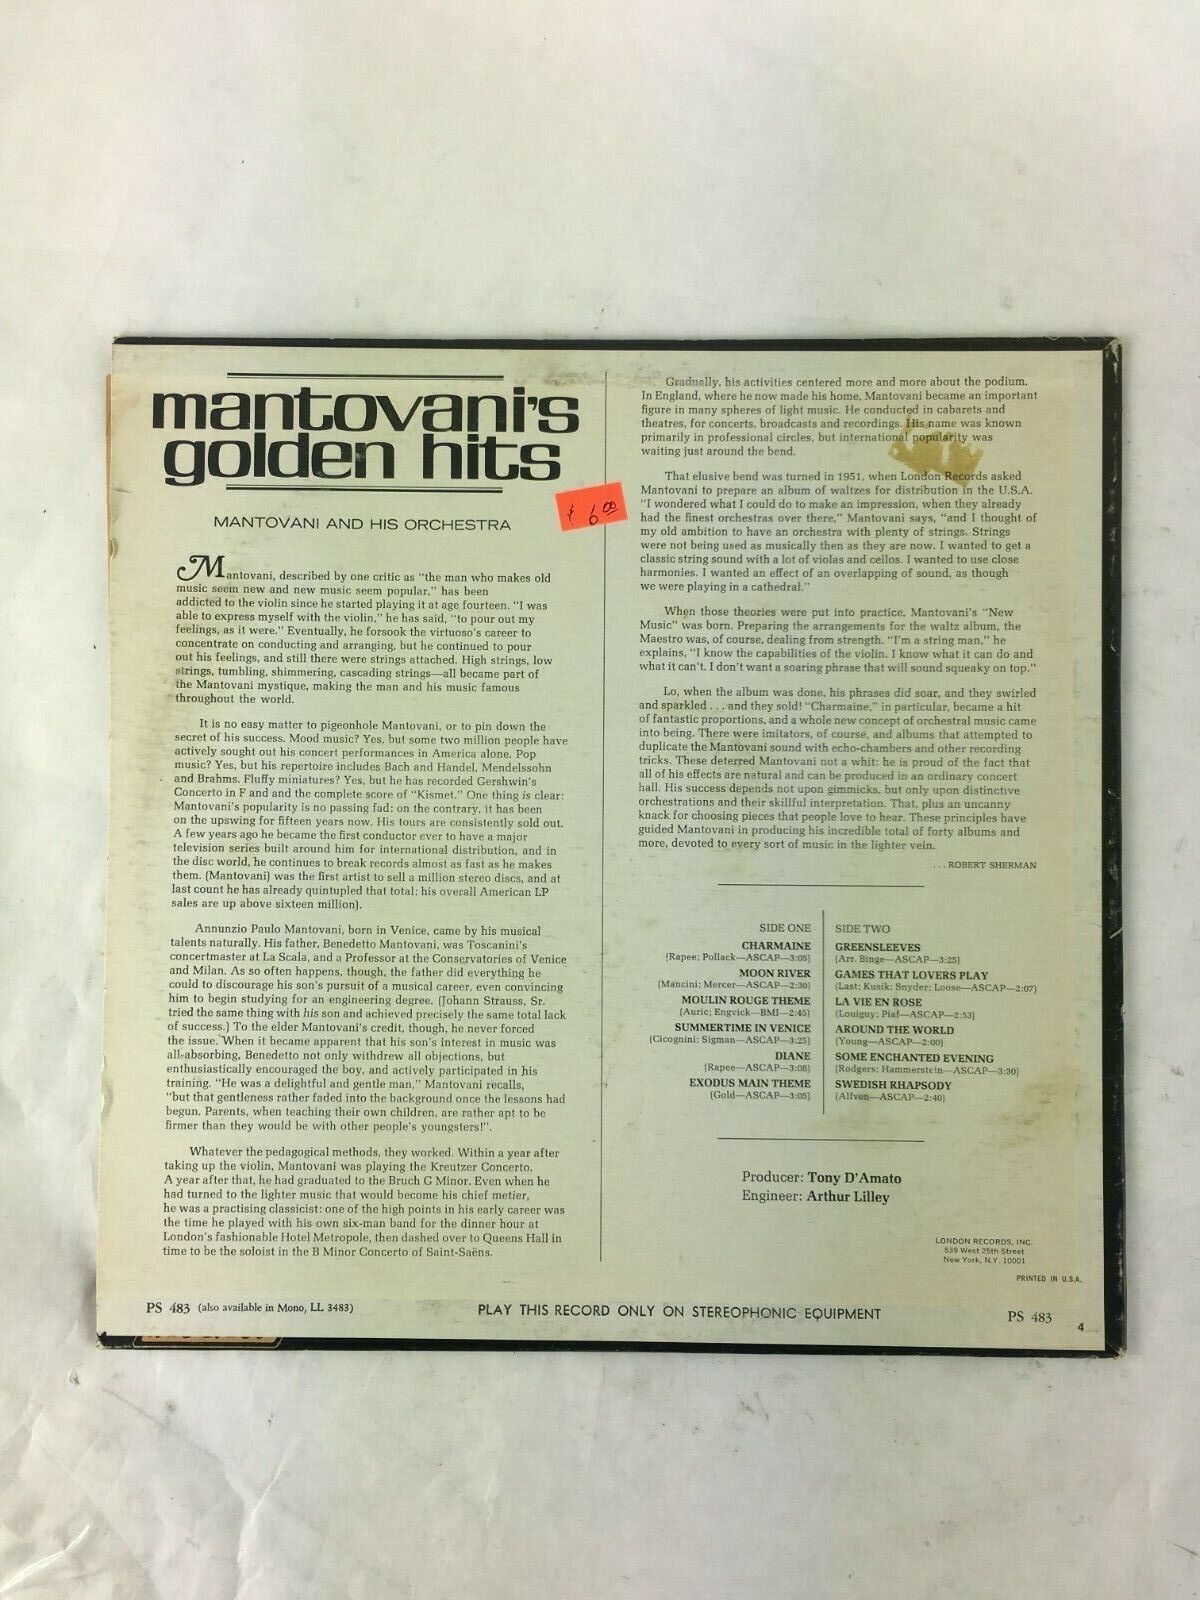 mantovani's
golden hits
$ 6.00
MANTOVANI AND HIS ORCHESTRA
Mantovani, described by one critic as "the man who makes old
music seem new and new music seem popular," has been
addicted to the violin since he started playing it at age fourteen. "I was
able to express myself with the violin," he has said, "to pour out my
feelings, as it were." Eventually, he forsook the virtuoso's career to
concentrate on conducting and arranging, but he continued to pour
out his feelings, and still there were strings attached. High strings, low
strings, tumbling, shimmering, cascading strings—all became part of
the Mantovani mystique, making the man and his music famous
throughout the world.
It is no easy matter to pigeonhole Mantovani, or to pin down the
secret of his success. Mood music? Yes, but some two million people have
actively sought out his concert performances in America alone. Pop
music? Yes, but his repertoire includes Bach and Handel, Mendelssohn
and Brahms. Fluffy miniatures? Yes, but he has recorded Gershwin's
Concerto in F and and the complete score of "Kismet." One thing is clear:
Mantovani's popularity is no passing fad; on the contrary, it has been
on the upswing for fifteen years now. His tours are consistently sold out.
A few years ago he became the first conductor ever to have a major
television series built around him for international distribution, and in
the disc world, he continues to break records almost as fast as he makes
them. (Mantovani) was the first artist to sell a million stereo discs, and at
last count he has already quintupled that total; his overall American LP
sales are up above sixteen million).
Annunzio Paulo Mantovani, born in Venice, came by his musical
talents naturally. His father, Benedetto Mantovani, was Toscanini's
concertmaster at La Scala, and a Professor at the Conservatories of Venice
and Milan. As so often happens, though, the father did everything he
could to discourage his son's pursuit of a musical career, even convincing
him to begin studying for an engineering degree. (Johann Strauss, Sr.
tried the same thing with his son and achieved precisely the same total lack
of success.) To the elder Mantovani's credit, though, he never forced
the issue. When it became apparent that his son's interest in music was
all-absorbing, Benedetto not only withdrew all objections, but
enthusiastically encouraged the boy, and actively participated in his
training. "He was a delightful and gentle man," Mantovani recalls,
"but that gentleness rather faded into the background once the lessons had
begun. Parents, when teaching their own children, are rather apt to be
firmer than they would be with other people's youngsters!".
Whatever the pedagogical methods, they worked. Within a year after
taking up the violin, Mantovani was playing the Kreutzer Concerto.
A year after that, he had graduated to the Bruch G Minor. Even when he
had turned to the lighter music that would become his chief metier,
he was a practising classicist: one of the high points in his early career was
the time he played with his own six-man band for the dinner hour at
London's fashionable Hotel Metropole, then dashed over to Queens Hall in
time to be the soloist in the B Minor Concerto of Saint-Saëns.
Gradually, his activities centered more and more about the podium.
In England, where he now made his home, Mantovani became an important
figure in many spheres of light music. He conducted in cabarets and
theatres, for concerts, broadcasts and recordings. His name was known
primarily in professional circles, but international popularity was
waiting just around the bend.
That elusive bend was turned in 1951, when London Records asked
Mantovani to prepare an album of waltzes for distribution in the U.S.A.
"I wondered what I could do to make an impression, when they already
had the finest orchestras over there," Mantovani says, "and I thought of
my old ambition to have an orchestra with plenty of strings. Strings
were not being used as musically then as they are now. I wanted to get a
classic string sound with a lot of violas and cellos. I wanted to use close
harmonies. I wanted an effect of an overlapping of sound, as though
we were playing in a cathedral."
When those theories were put into practice, Mantovani's "New
Music" was born. Preparing the arrangements for the waltz album, the
Maestro was, of course, dealing from strength. "I'm a string man," he
explains, "I know the capabilities of the violin. I know what it can do and
what it can't. I don't want a soaring phrase that will sound squeaky on top."
Lo, when the album was done, his phrases did soar, and they swirled
and sparkled . . . and they sold! "Charmaine," in particular, became a hit
of fantastic proportions, and a whole new concept of orchestral music came
into being. There were imitators, of course, and albums that attempted to
duplicate the Mantovani sound with echo-chambers and other recording
tricks. These deterred Mantovani not a whit: he is proud of the fact that
all of his effects are natural and can be produced in an ordinary concert
hall. His success depends not upon gimmicks, but only upon distinctive
orchestrations and their skillful interpretation. That, plus an uncanny
knack for choosing pieces that people love to hear. These principles have
guided Mantovani in producing his incredible total of forty albums and
more, devoted to every sort of music in the lighter vein.
. . . ROBERT SHERMAN
SIDE ONE
CHARMAINE
(Rapee; Pollack—ASCAP—3:05)
MOON RIVER
(Mancini; Mercer—ASCAP—2:30)
MOULIN ROUGE THEME
(Auric; Engvick—BMI—2:45)
SUMMERTIME IN VENICE
(Cicognini; Sigman—ASCAP—3:25)
DIANE
(Rapee—ASCAP—3:08)
EXODUS MAIN THEME
(Gold—ASCAP—3:05)
SIDE TWO
GREENSLEEVES
(Arr. Binge—ASCAP—3:25)
GAMES THAT LOVERS PLAY
(Last; Kusik; Snyder; Loose—ASCAP—2:07)
LA VIE EN ROSE
(Louiguy; Piaf—ASCAP—2:53)
AROUND THE WORLD
(Young—ASCAP—2:00)
SOME ENCHANTED EVENING
(Rodgers; Hammerstein—ASCAP—3:30)
SWEDISH RHAPSODY
(Alfven—ASCAP—2:40)
Producer: Tony D'Amato
Engineer: Arthur Lilley
LONDON RECORDS, INC.
539 West 25th Street
New York, N.Y. 10001
PRINTED IN U.S.A.
PS 483 (also available in Mono, LL 3483)
PLAY THIS RECORD ONLY ON STEREOPHONIC EQUIPMENT
PS 483
4